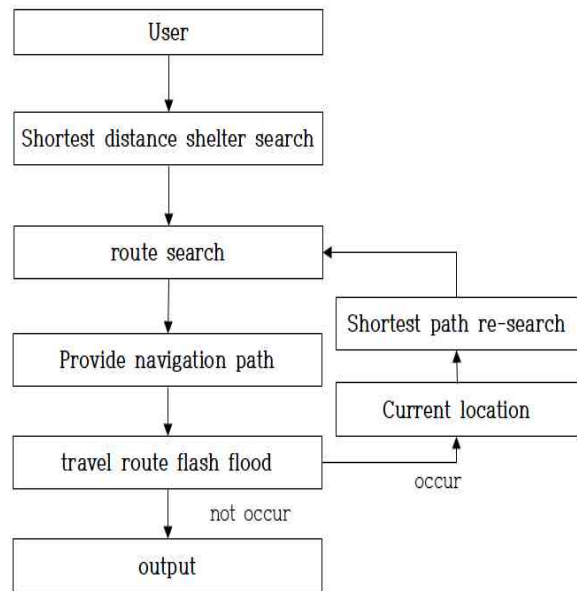 User
Shortest distance shelter search
route search
Shortest path re-search
Provide navigation path
Current location
travel route flash flood
occur
not occur
output